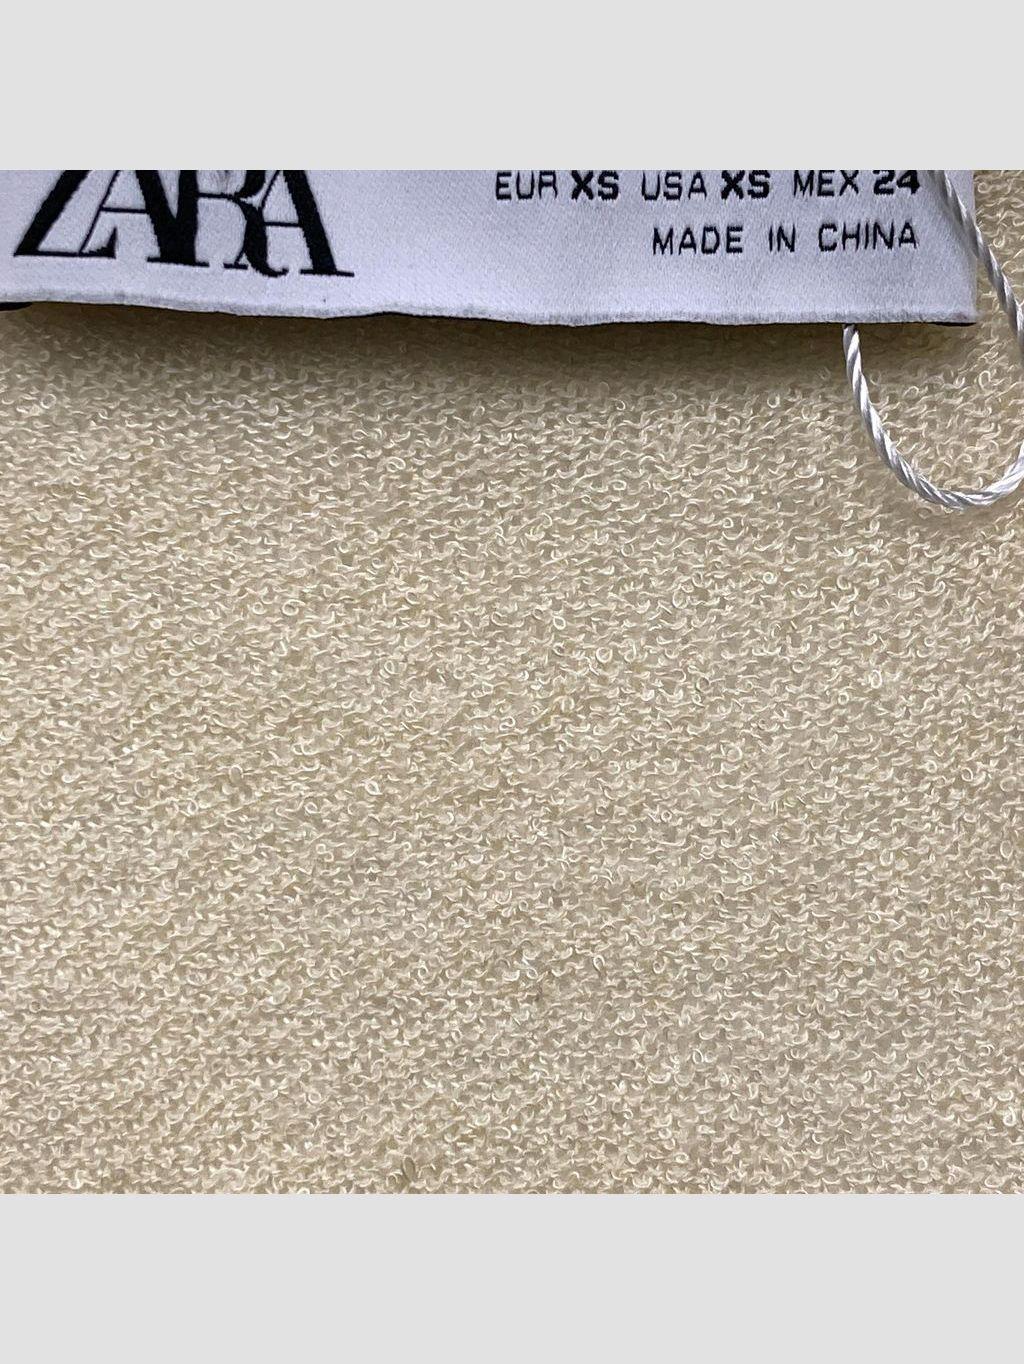 ZARA
EUR XS USA XS MEX 24
MADE IN CHINA